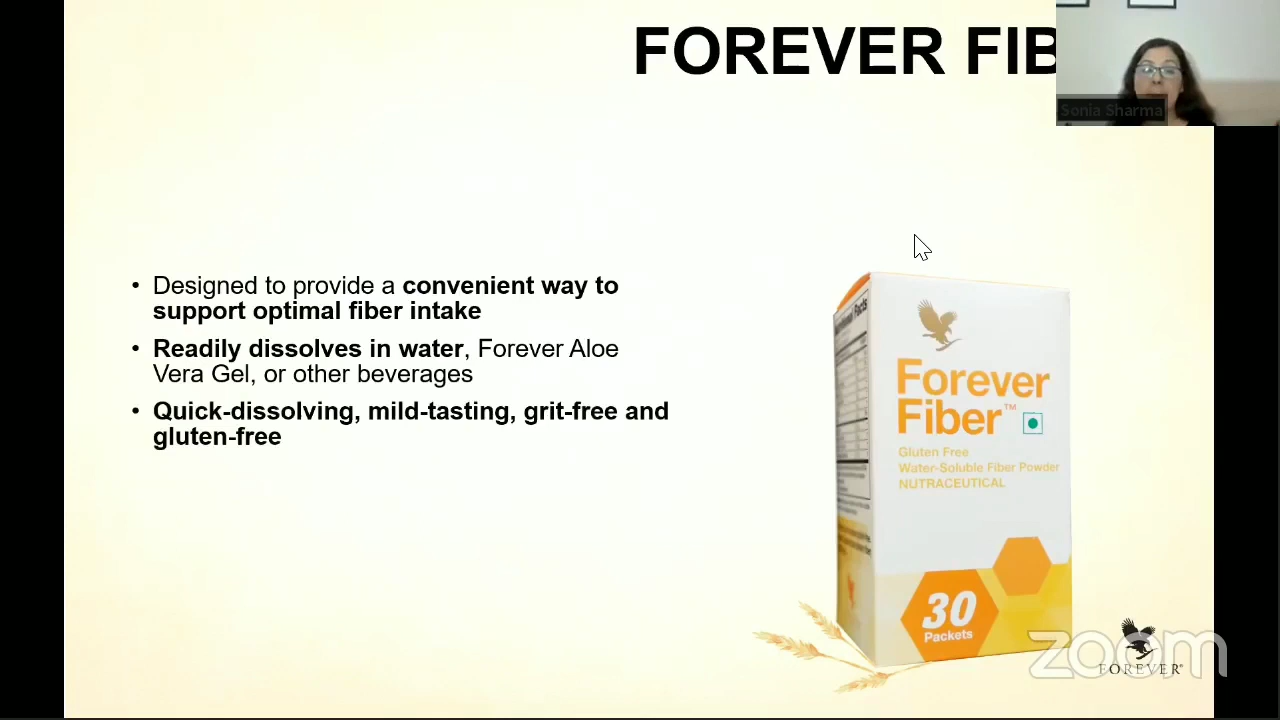 FOREVER FIB
Sonia Sharma
• Designed to provide a convenient way to
support optimal fiber intake
• Readily dissolves in water, Forever Aloe
Vera Gel, or other beverages
• Quick-dissolving, mild-tasting, grit-free and
gluten-free
Forever
Fiber™
Gluten Free
Water-Soluble Fiber Powder
NUTRACEUTICAL
30
Packets
zoom
FOREVER®